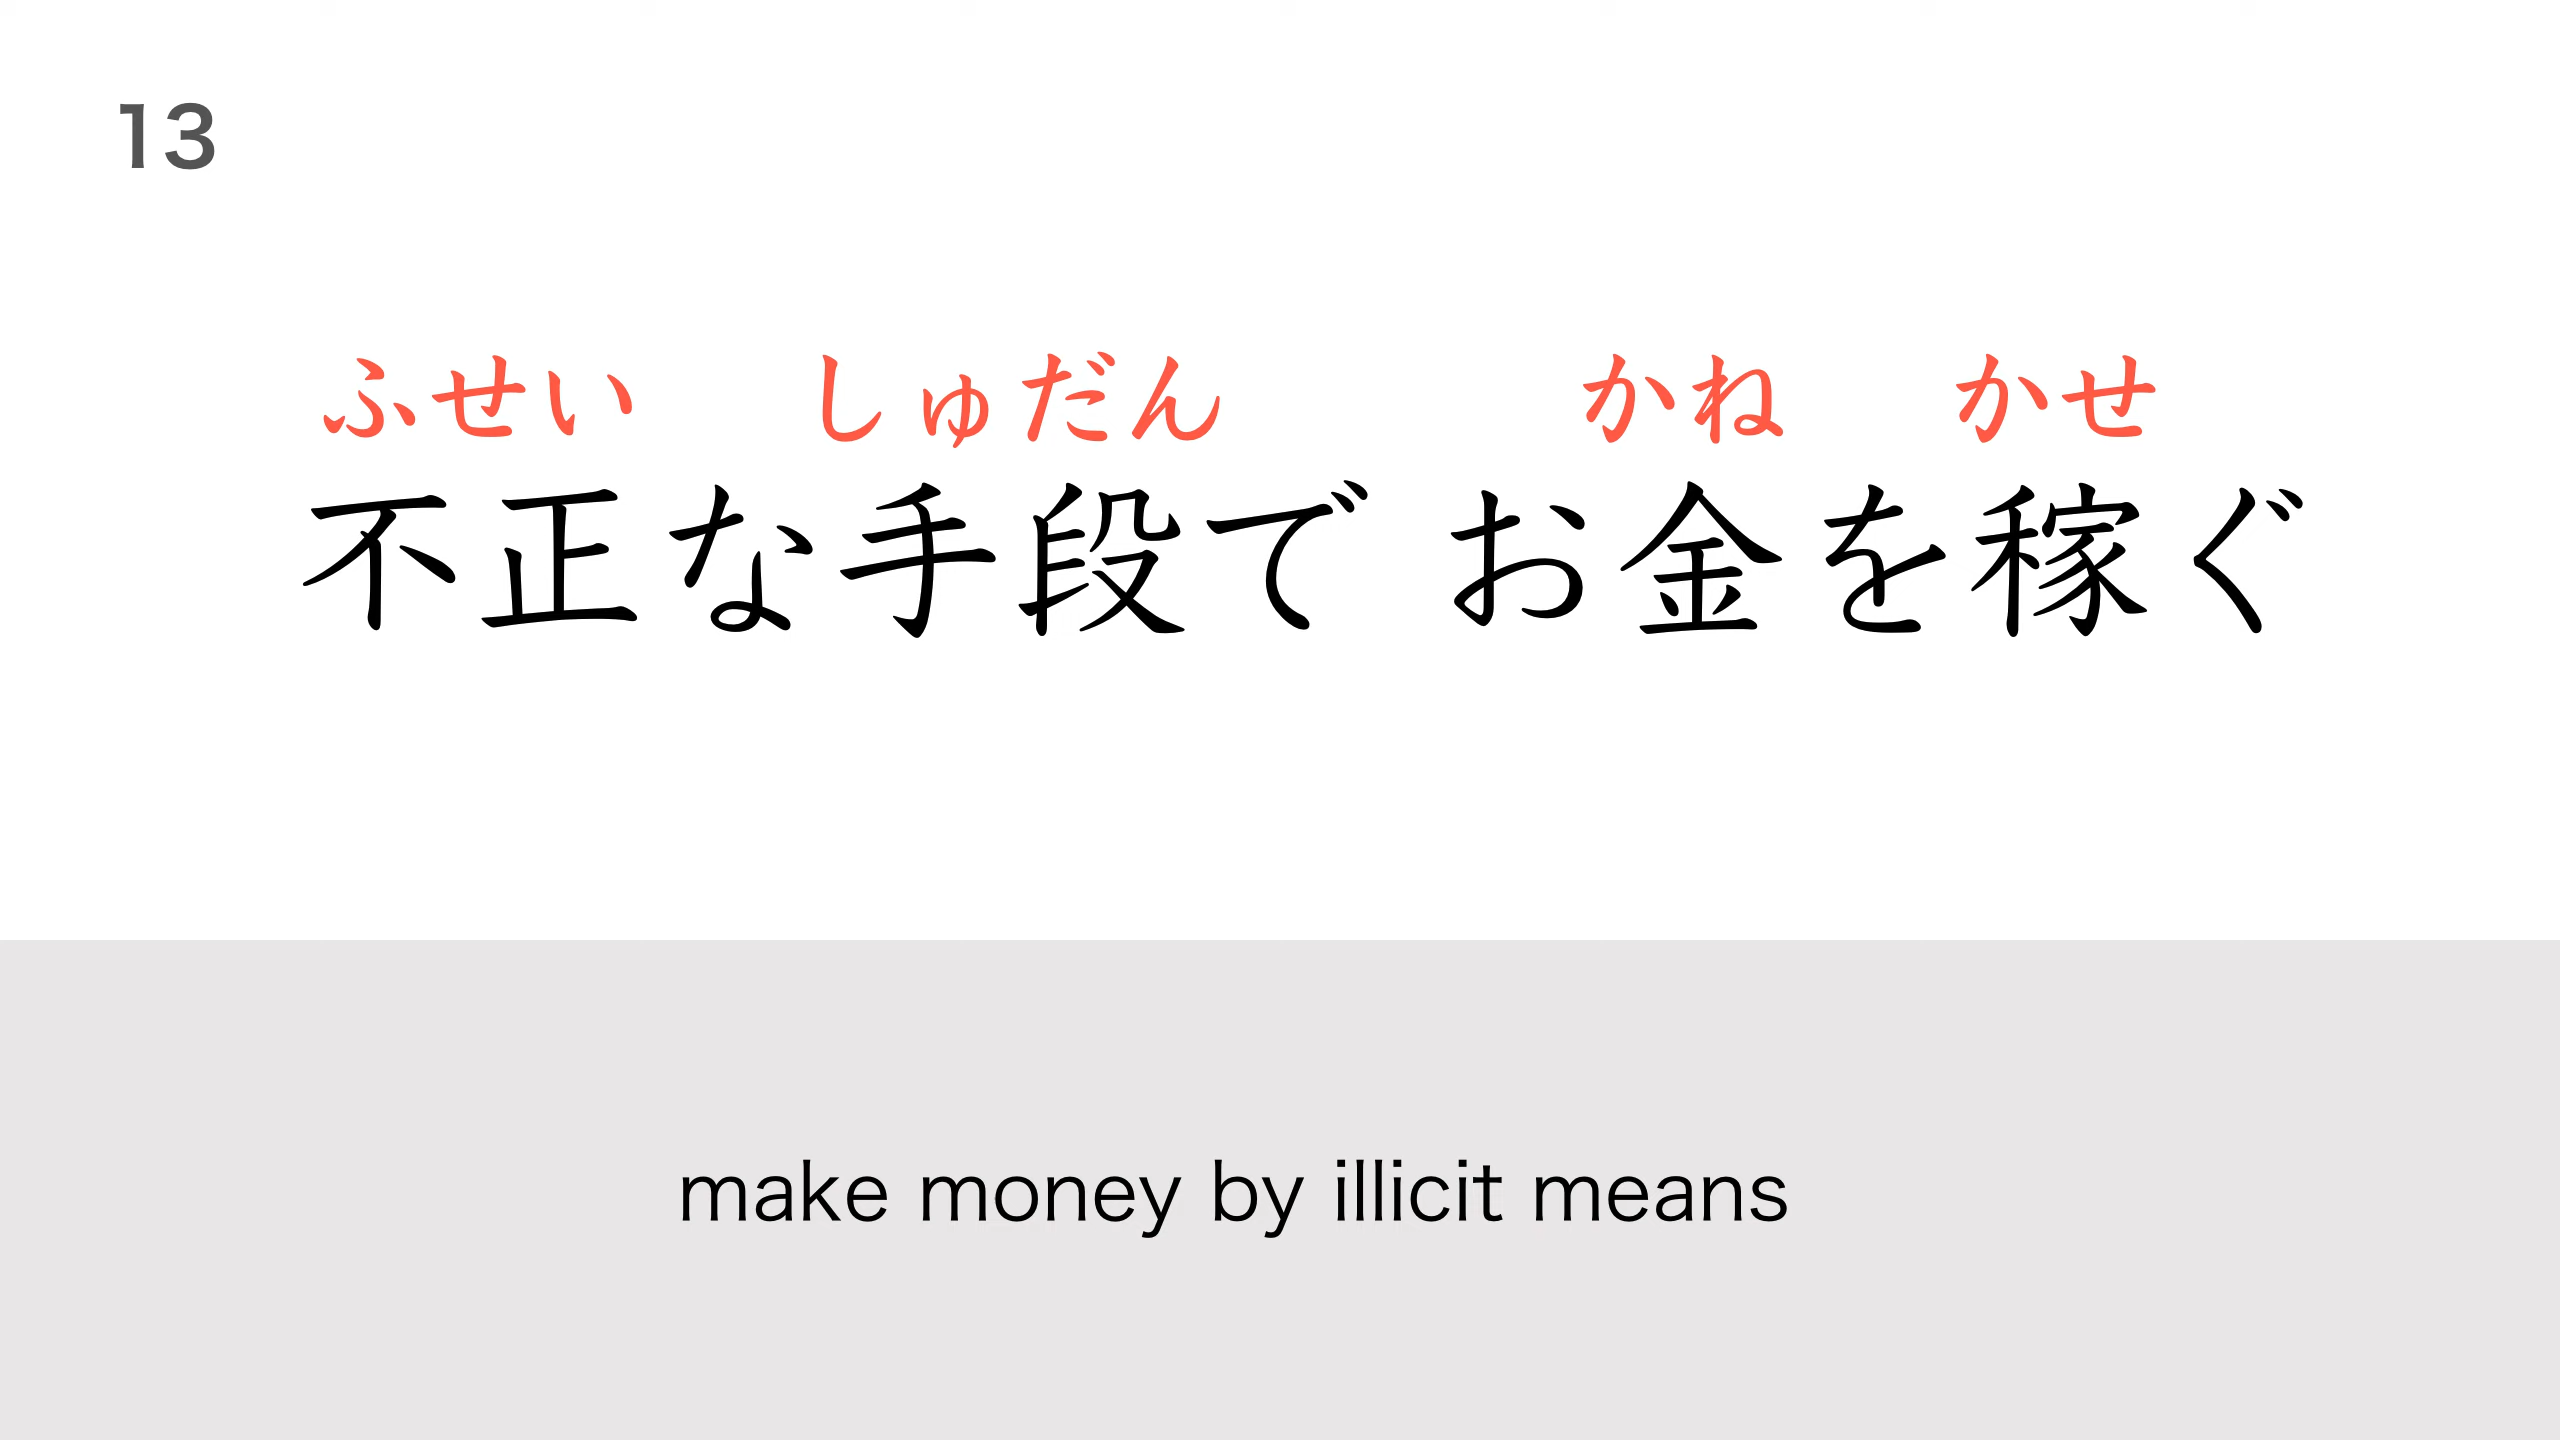 13
ふせい しゅだん かね かせ
不正な手段で お金を稼ぐ
make money by illicit means